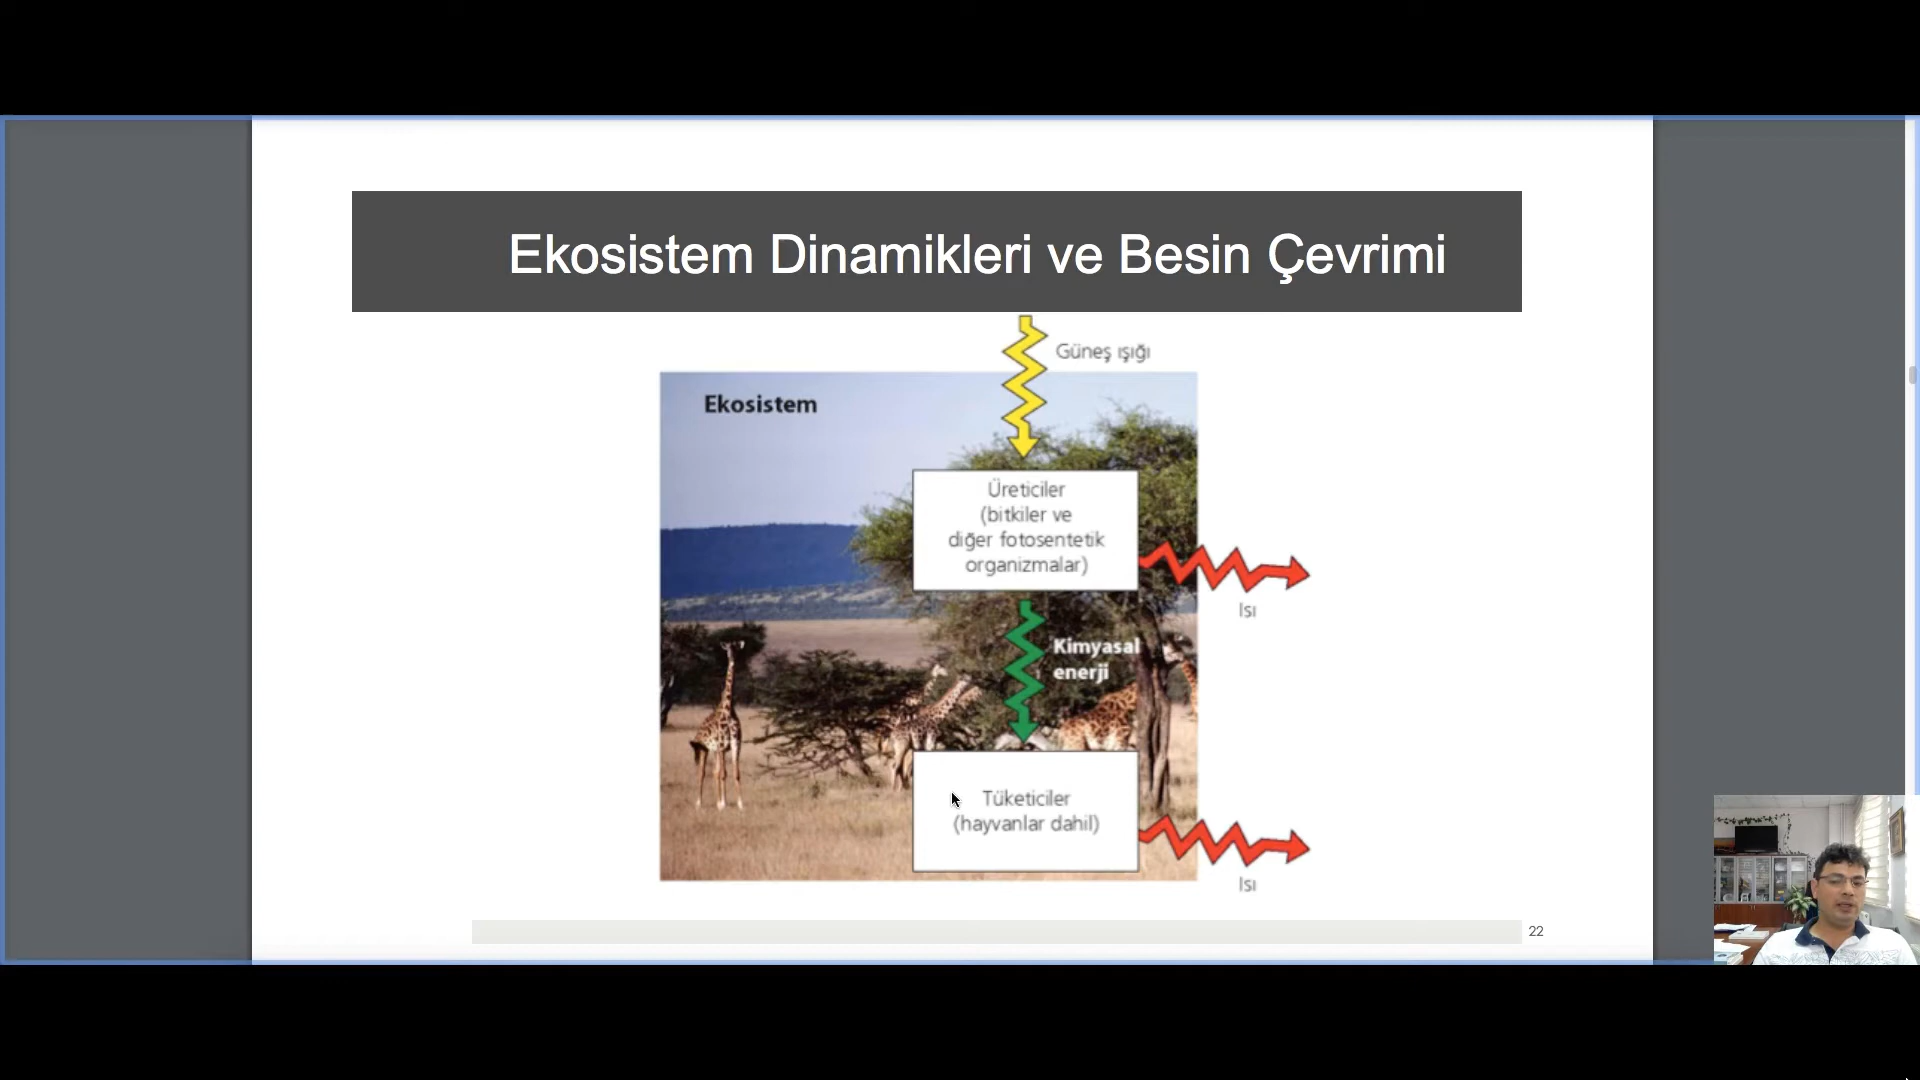 Ekosistem Dinamikleri ve Besin Çevrimi
Güneş ışığı
Ekosistem
Üreticiler
(bitkiler ve
diğer fotosentetik
organizmalar)
Isı
Kimyasal
enerji
Tüketiciler
(hayvanlar dahil)
Isı
22